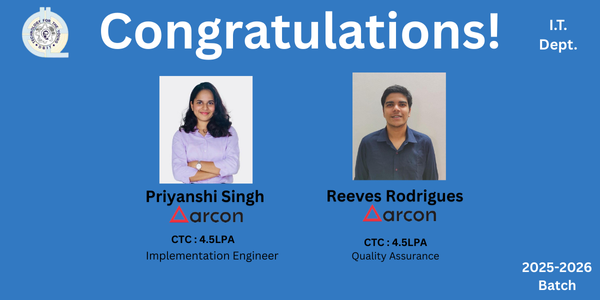 Congratulations!
I.T.
Dept.
Priyanshi Singh
arcon
CTC : 4.5LPA
Implementation Engineer
Reeves Rodrigues
arcon
CTC : 4.5LPA
Quality Assurance
2025-2026
Batch